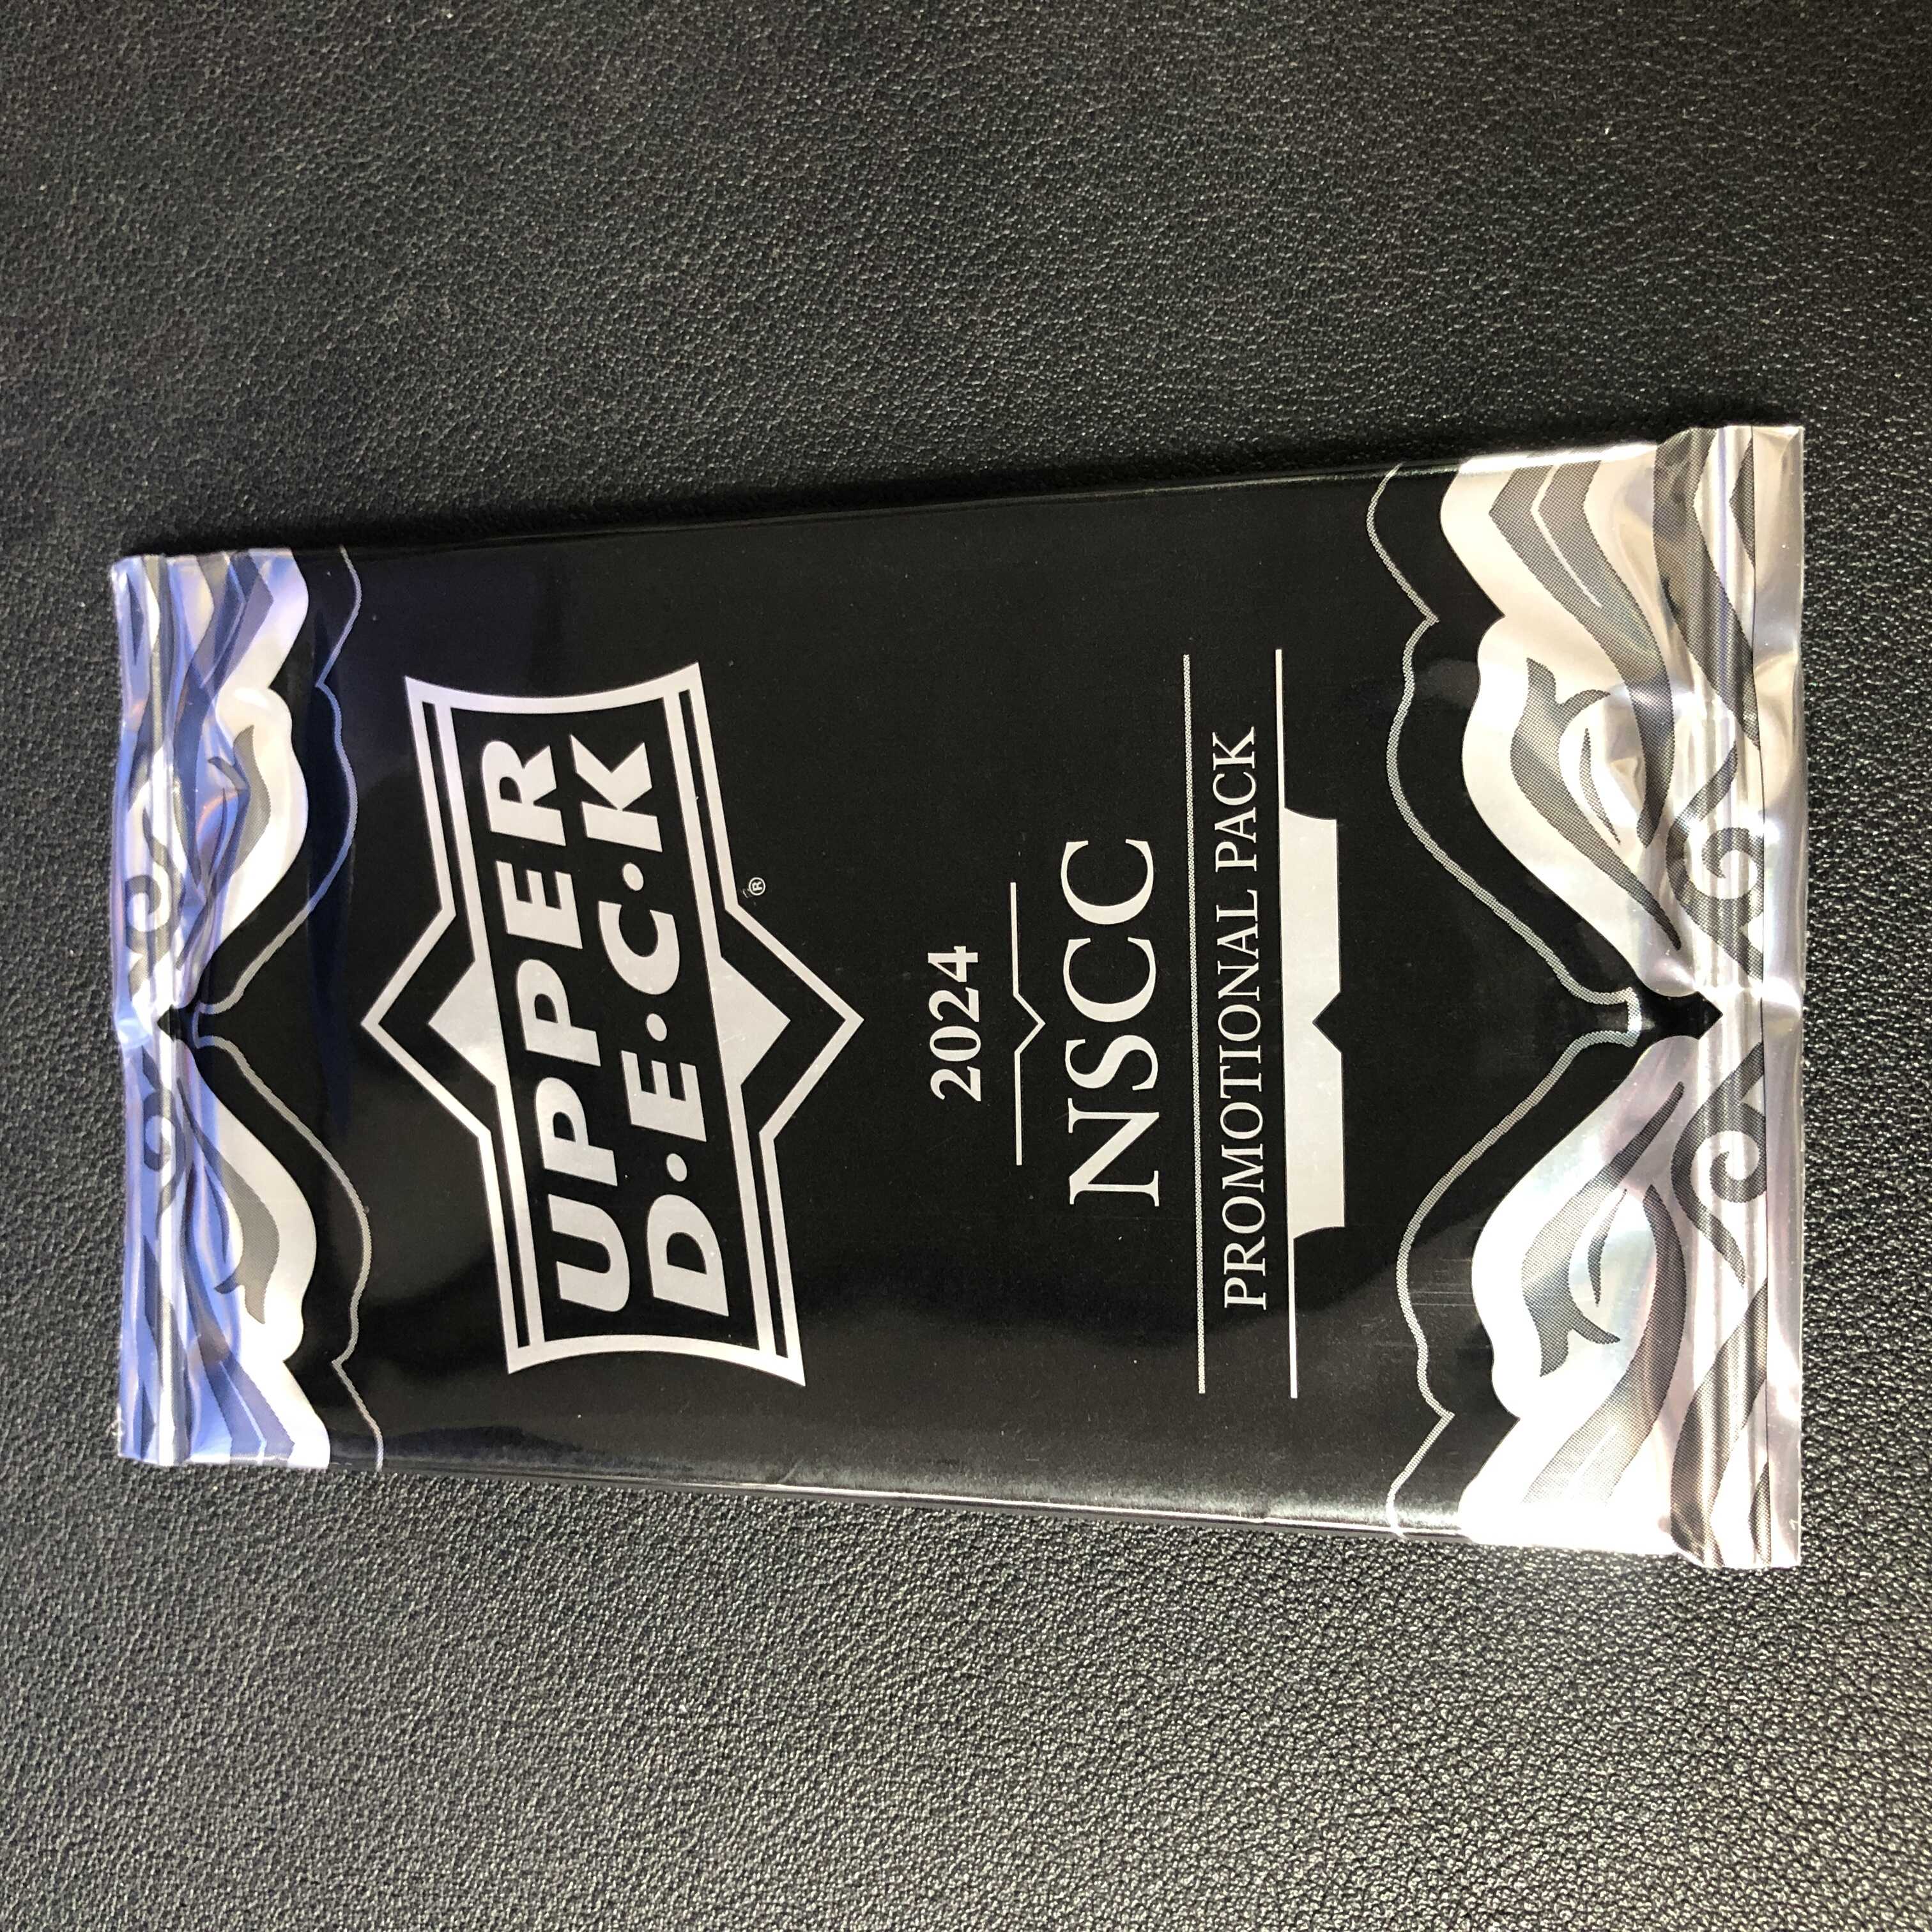 UPPER
D·E·C·K
®
2024
NSCC
PROMOTIONAL PACK